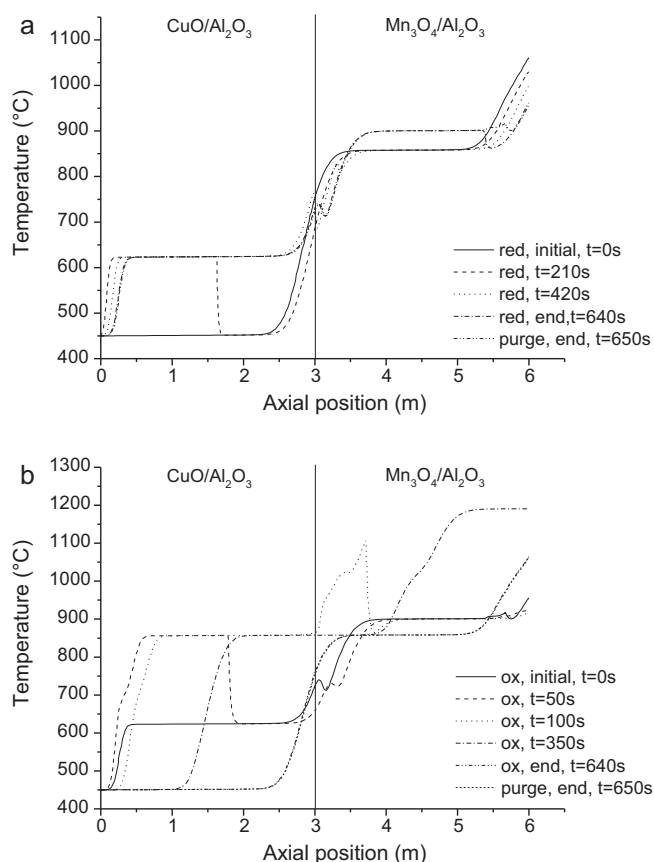 a
CuO/Al₂O₃
Mn₃O₄/Al₂O₃
Temperature (°C)
1100
1000
900
800
700
600
500
400
red, initial, t=0s
red, t=210s
red, t=420s
red, end,t=640s
purge, end, t=650s
0
1
2
3
4
5
6
Axial position (m)
b
CuO/Al₂O₃
Mn₃O₄/Al₂O₃
Temperature (°C)
1300
1200
1100
1000
900
800
700
600
500
400
ox, initial, t=0s
ox, t=50s
ox, t=100s
ox, t=350s
ox, end, t=640s
purge, end, t=650s
0
1
2
3
4
5
6
Axial position (m)